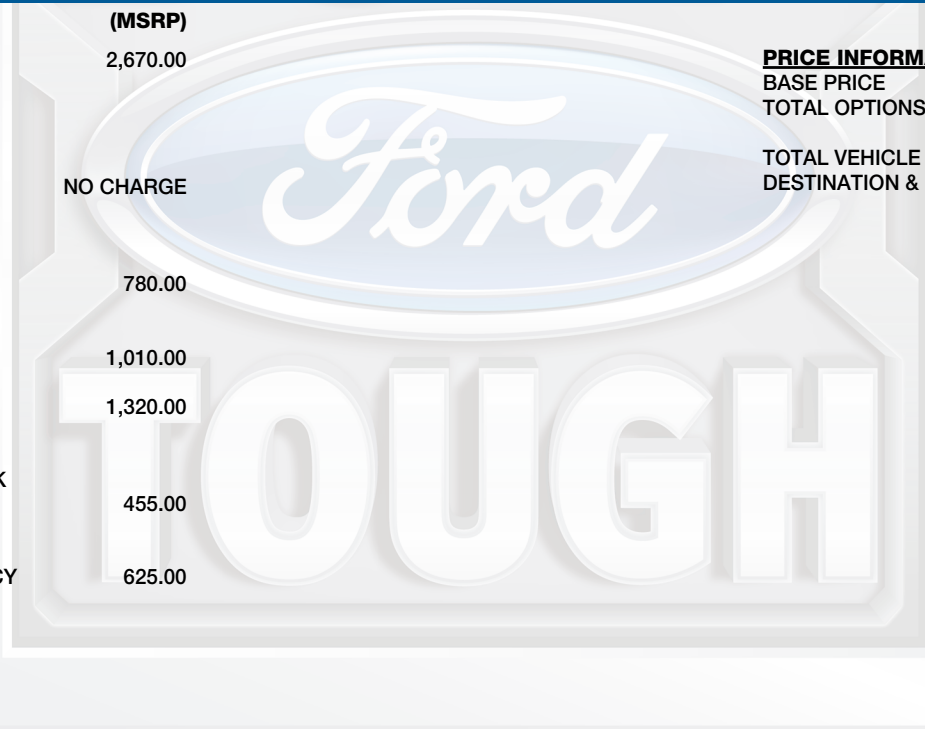 (MSRP)
2,670.00
NO CHARGE
780.00
1,010.00
1,320.00
K
455.00
CY
625.00
PRICE INFORMA
BASE PRICE
TOTAL OPTIONS
TOTAL VEHICLE
DESTINATION &
Ford
TOUGH